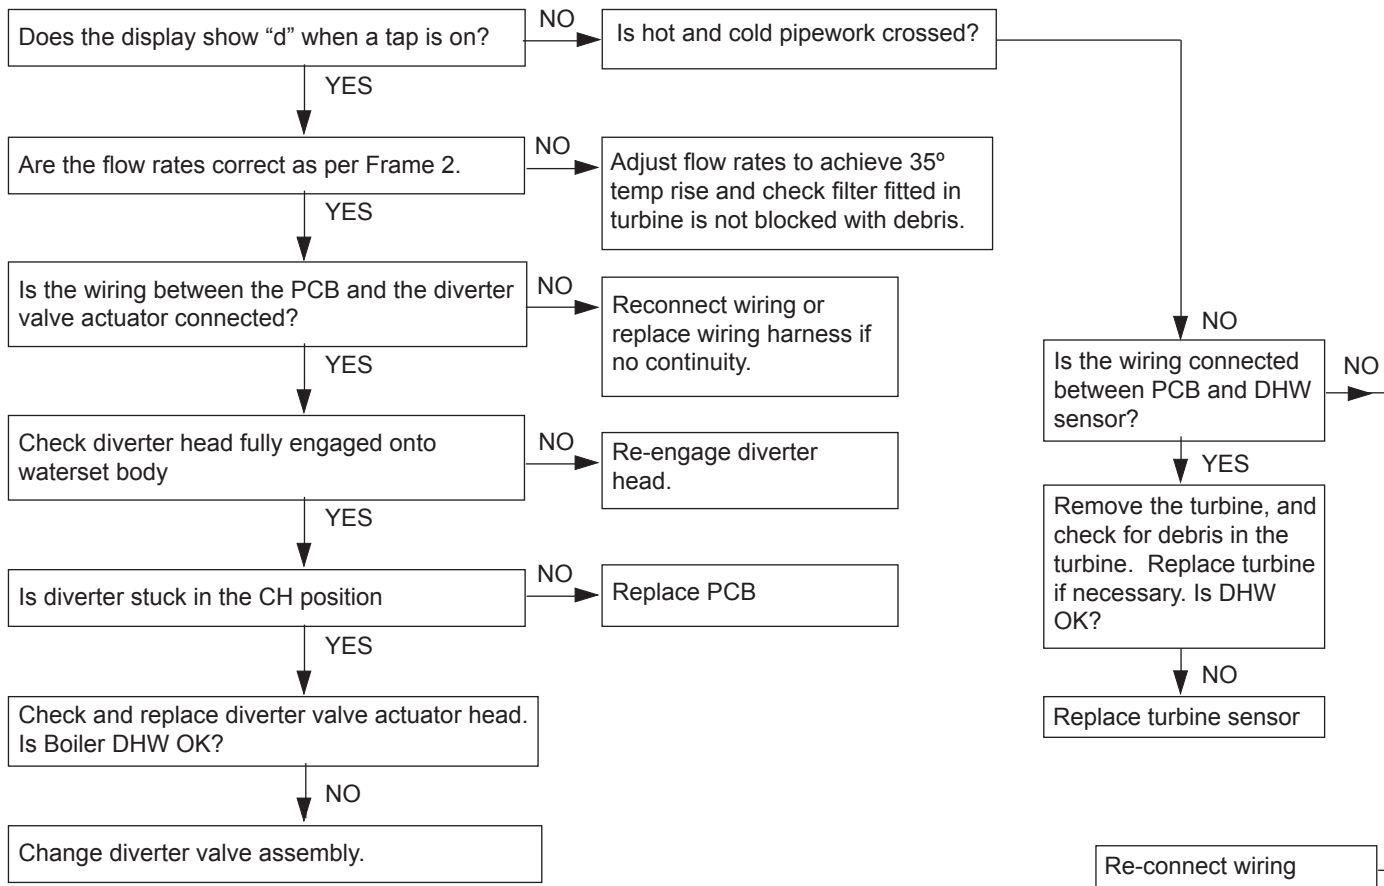 Does the display show “d” when a tap is on?
NO
Is hot and cold pipework crossed?
YES
Are the flow rates correct as per Frame 2.
NO
Adjust flow rates to achieve 35º
temp rise and check filter fitted in
turbine is not blocked with debris.
YES
Is the wiring between the PCB and the diverter
valve actuator connected?
NO
Reconnect wiring or
replace wiring harness if
no continuity.
YES
Check diverter head fully engaged onto
waterset body
NO
Re-engage diverter
head.
YES
Is diverter stuck in the CH position
NO
Replace PCB
YES
Check and replace diverter valve actuator head.
Is Boiler DHW OK?
NO
Change diverter valve assembly.
NO
Is the wiring connected
between PCB and DHW
sensor?
NO
YES
Remove the turbine, and
check for debris in the
turbine.  Replace turbine
if necessary. Is DHW
OK?
NO
Replace turbine sensor
Re-connect wiring